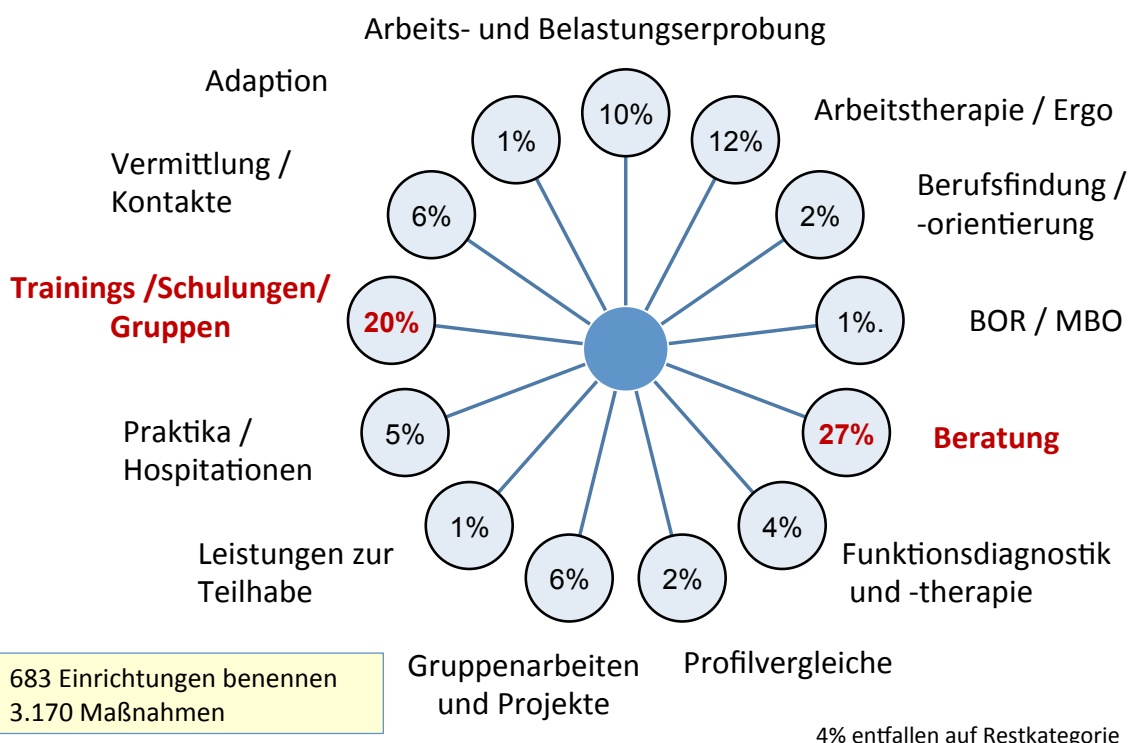 Arbeits- und Belastungserprobung
10%
Arbeitstherapie / Ergo
12%
Berufsfindung /
-orientierung
2%
BOR / MBO
1%.
Beratung
27%
Funktionsdiagnostik
und -therapie
4%
Profilvergleiche
2%
Gruppenarbeiten
und Projekte
6%
Leistungen zur
Teilhabe
1%
Praktika /
Hospitationen
5%
Trainings /Schulungen/
Gruppen
20%
Vermittlung /
Kontakte
6%
Adaption
1%
683 Einrichtungen benennen
3.170 Maßnahmen
4% entfallen auf Restkategorie